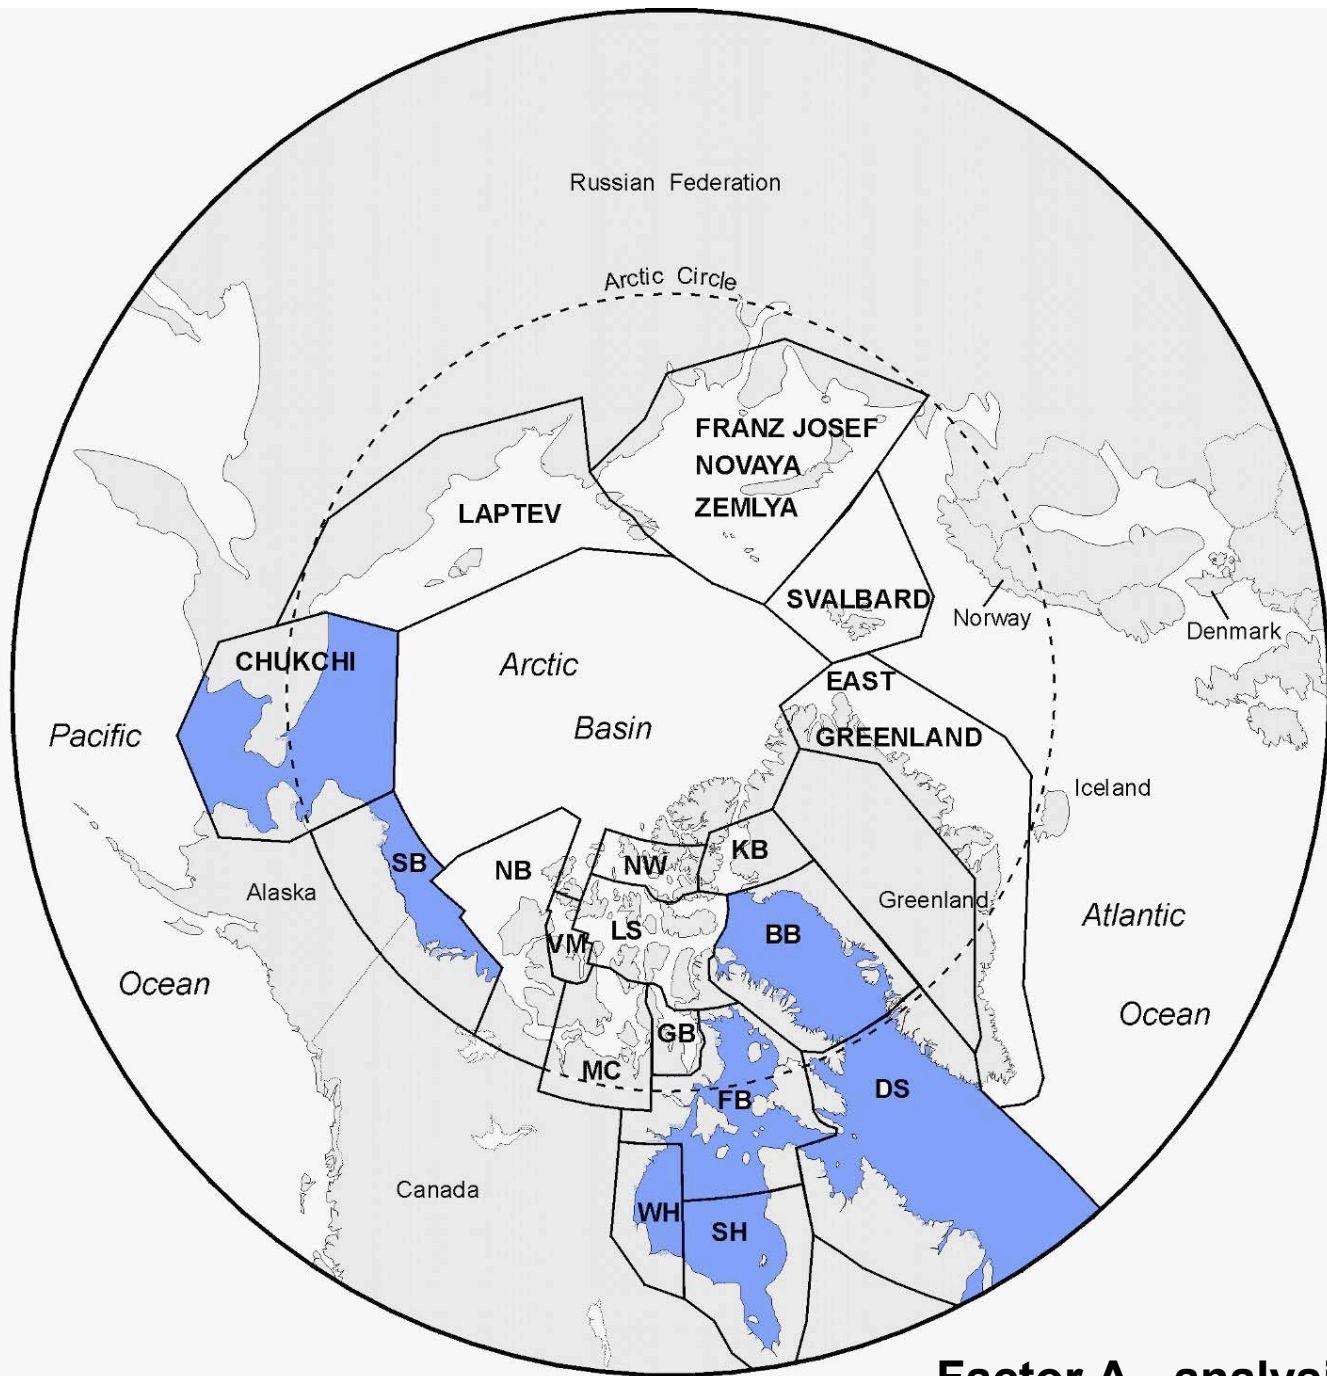 Russian Federation
Arctic Circle
FRANZ JOSEF
NOVAYA
ZEMLYA
LAPTEV
SVALBARD
Norway
Denmark
CHUKCHI
Arctic
Basin
EAST
GREENLAND
Pacific
Iceland
SB
NB
NW
KB
Alaska
Greenland
Atlantic
VM
LS
BB
Ocean
Ocean
GB
MC
FB
DS
Canada
WH
SH
Factor A - analysi